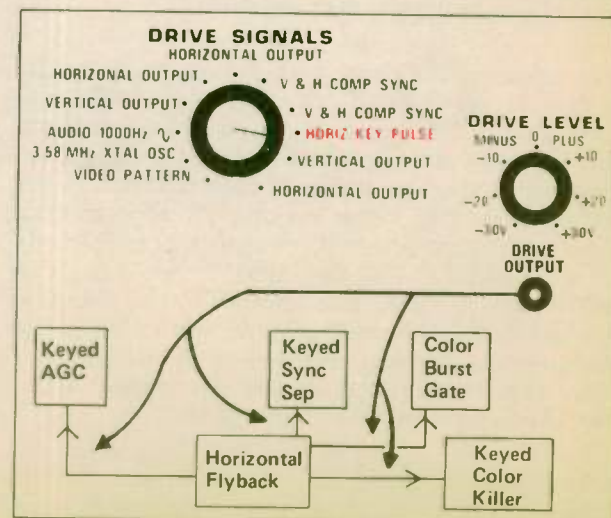 DRIVE SIGNALS
HORIZONTAL OUTPUT
HORIZONAL OUTPUT
V & H COMP SYNC
VERTICAL OUTPUT
V & H COMP SYNC
AUDIO 1000Hz ∿
HORIZ KEY PULSE
3 58 MHz XTAL OSC
VERTICAL OUTPUT
VIDEO PATTERN
HORIZONTAL OUTPUT
DRIVE LEVEL
MINUS 0 PLUS
-10 +10
-20 +20
-30V +30V
DRIVE
OUTPUT
Keyed
AGC
Keyed
Sync
Sep
Color
Burst
Gate
Horizontal
Flyback
Keyed
Color
Killer